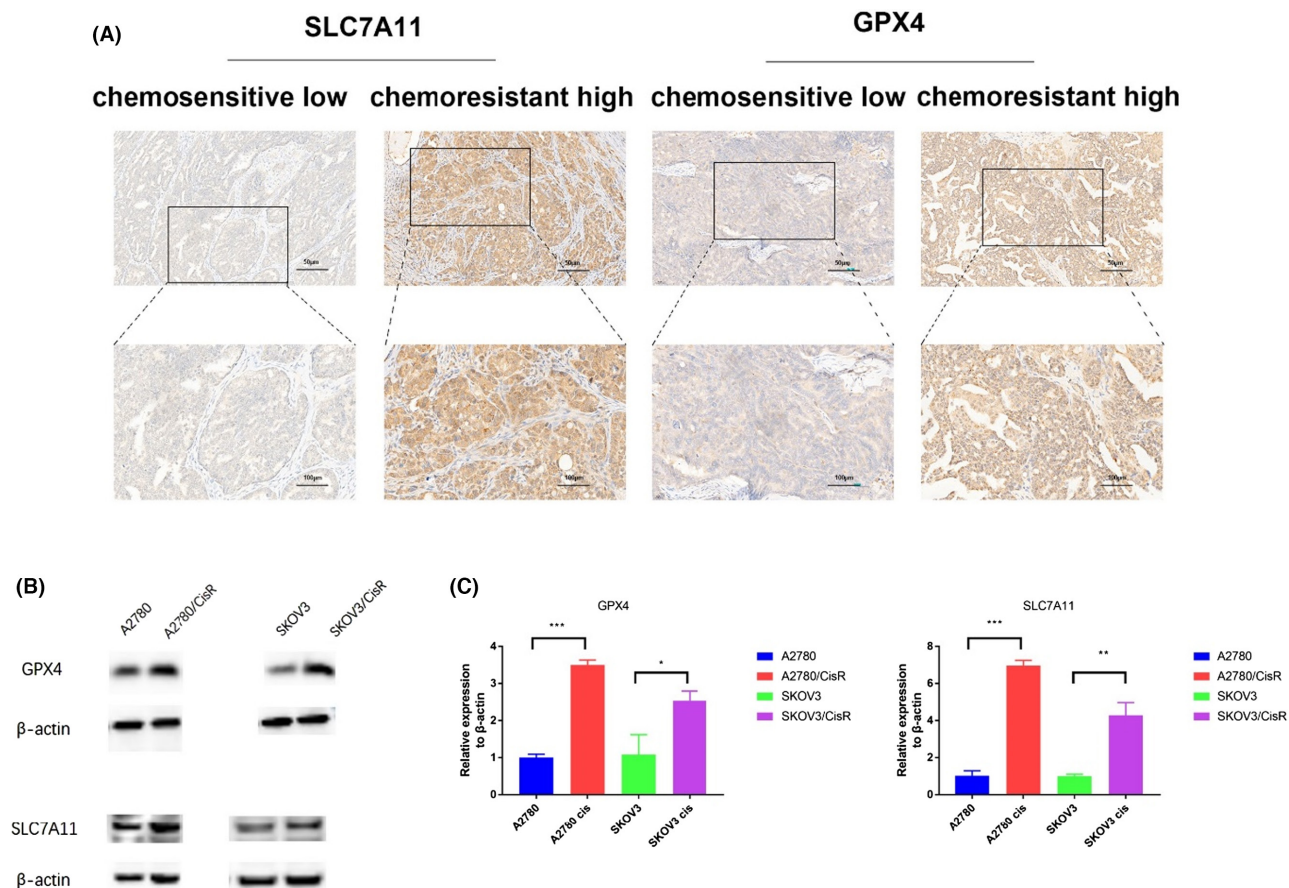 (A)
SLC7A11
GPX4
chemosensitive low
chemoresistant high
chemosensitive low
chemoresistant high
50μm
50μm
50μm
50μm
100μm
100μm
100μm
100μm
(B)
A2780
A2780/CisR
SKOV3
SKOV3/CisR
GPX4
β-actin
SLC7A11
β-actin
(C)
GPX4
Relative expression
to β-actin
4
3
2
1
0
***
*
A2780
A2780 cis
SKOV3
SKOV3 cis
A2780
A2780/CisR
SKOV3
SKOV3/CisR
SLC7A11
Relative expression
to β-actin
8
6
4
2
0
***
**
A2780
A2780 cis
SKOV3
SKOV3 cis
A2780
A2780/CisR
SKOV3
SKOV3/CisR